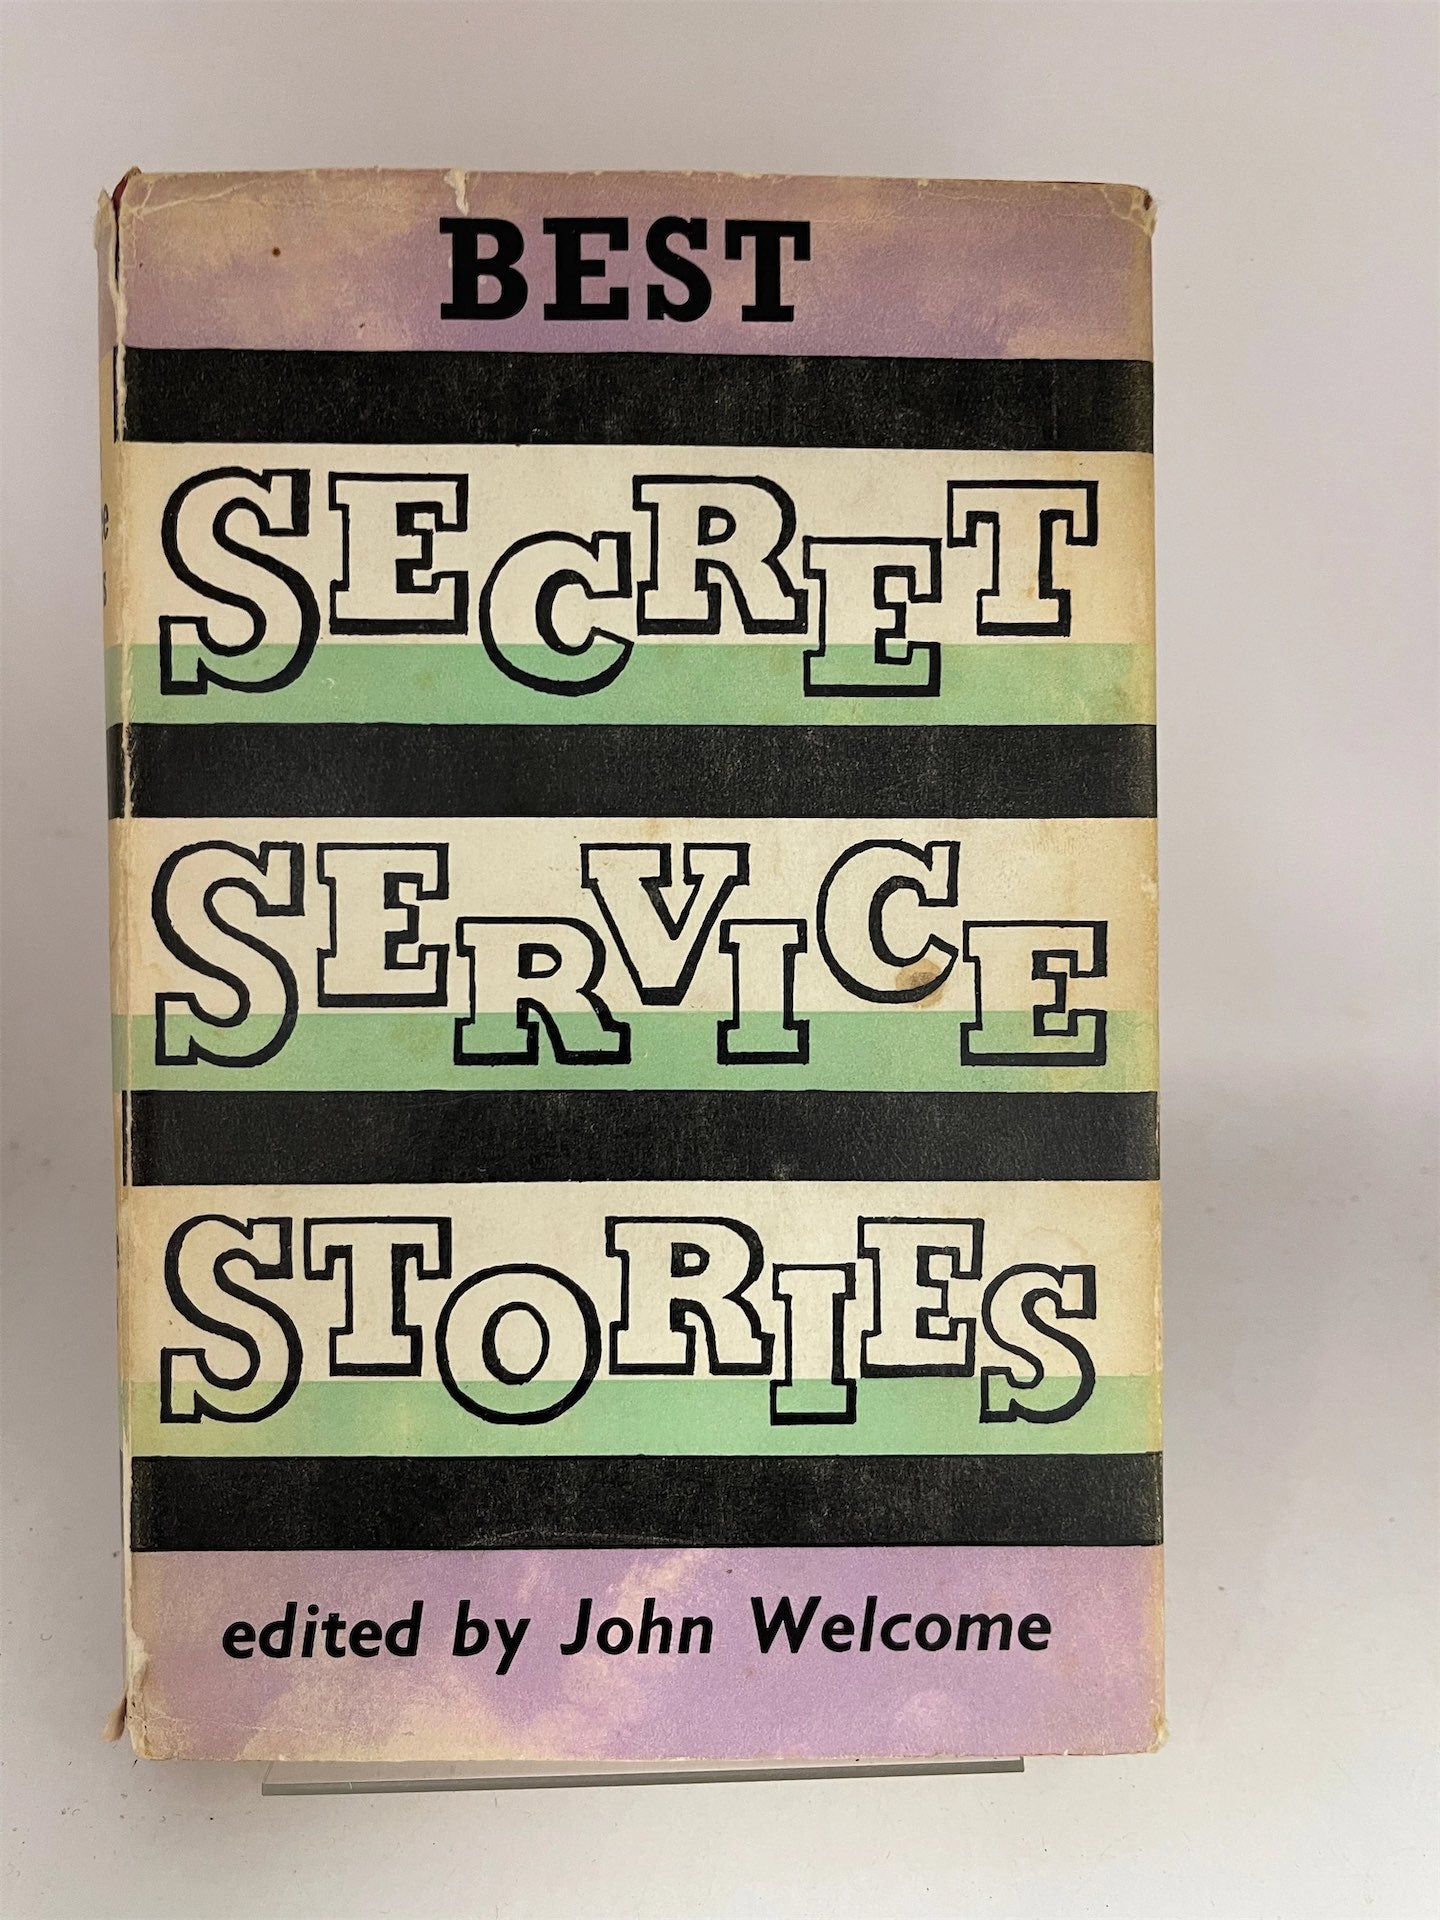 BEST
SECRET
SERVICE
STORIES
edited by John Welcome